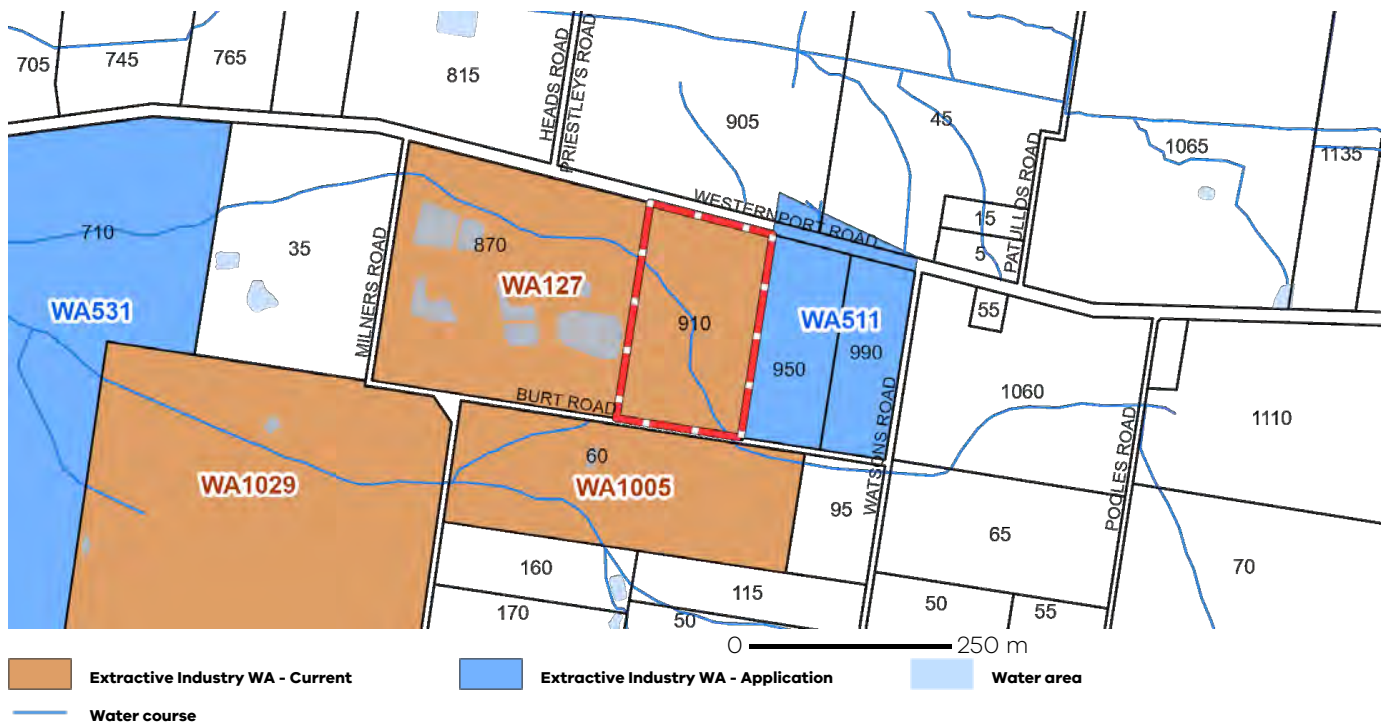 705
745
765
815
HEADS ROAD
PRIESTLEYS ROAD
905
45
PATULLOS ROAD
1065
1135
WESTERNPORT ROAD
15
5
710
35
MILNERS ROAD
870
WA127
910
WA511
950
990
WATSONS ROAD
55
WA531
BURT ROAD
1060
POOLES ROAD
1110
WA1029
60
WA1005
95
65
70
160
115
170
50
50
55
0 250 m
Extractive Industry WA - Current
Extractive Industry WA - Application
Water area
Water course